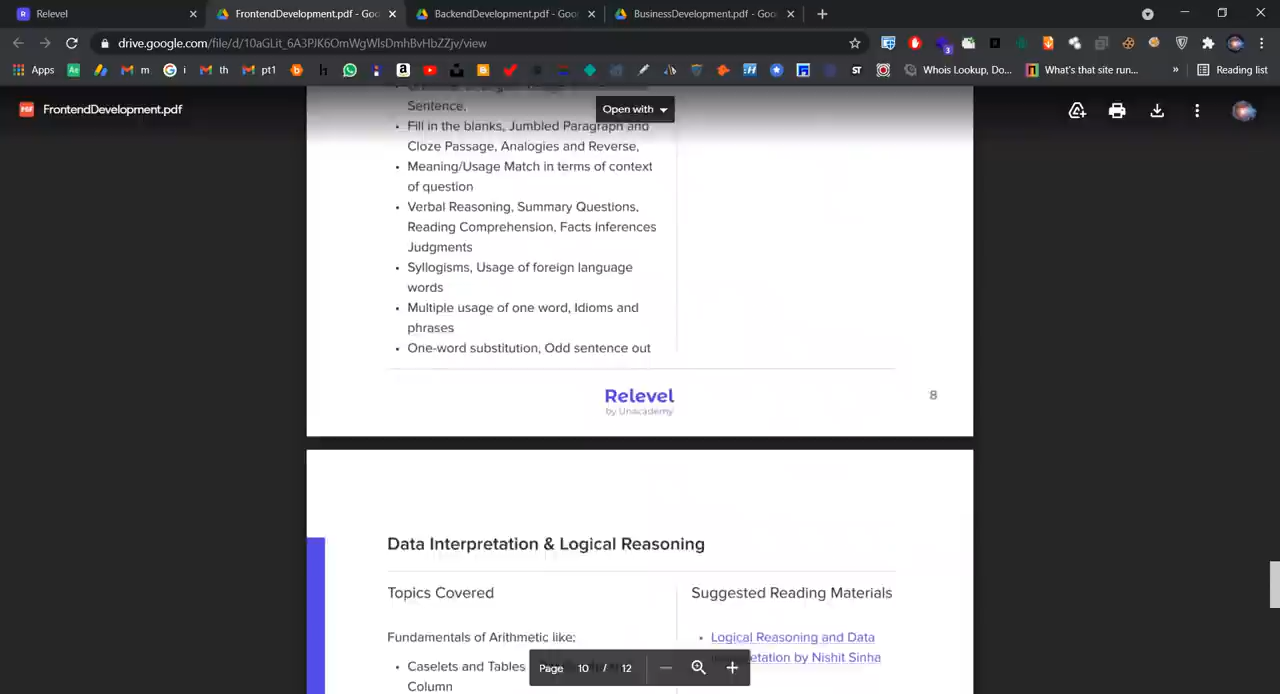 Relevel
FrontendDevelopment.pdf - Goo
BackendDevelopment.pdf - Goo
BusinessDevelopment.pdf - Goo
drive.google.com/file/d/10aGLit_6A3PJK6OmWgWlsDmhBvHbZZjv/view
Apps
m
i
th
pt1
Whois Lookup, Do...
What's that site run...
»
Reading list
FrontendDevelopment.pdf
Open with
Sentence,
• Fill in the blanks, Jumbled Paragraph and
Cloze Passage, Analogies and Reverse,
• Meaning/Usage Match in terms of context
of question
• Verbal Reasoning, Summary Questions,
Reading Comprehension, Facts Inferences
Judgments
• Syllogisms, Usage of foreign language
words
• Multiple usage of one word, Idioms and
phrases
• One-word substitution, Odd sentence out
Relevel
by Unacademy
8
Data Interpretation & Logical Reasoning
Topics Covered
Suggested Reading Materials
Fundamentals of Arithmetic like;
• Caselets and Tables
Column
• Logical Reasoning and Data
etation by Nishit Sinha
Page 10 / 12